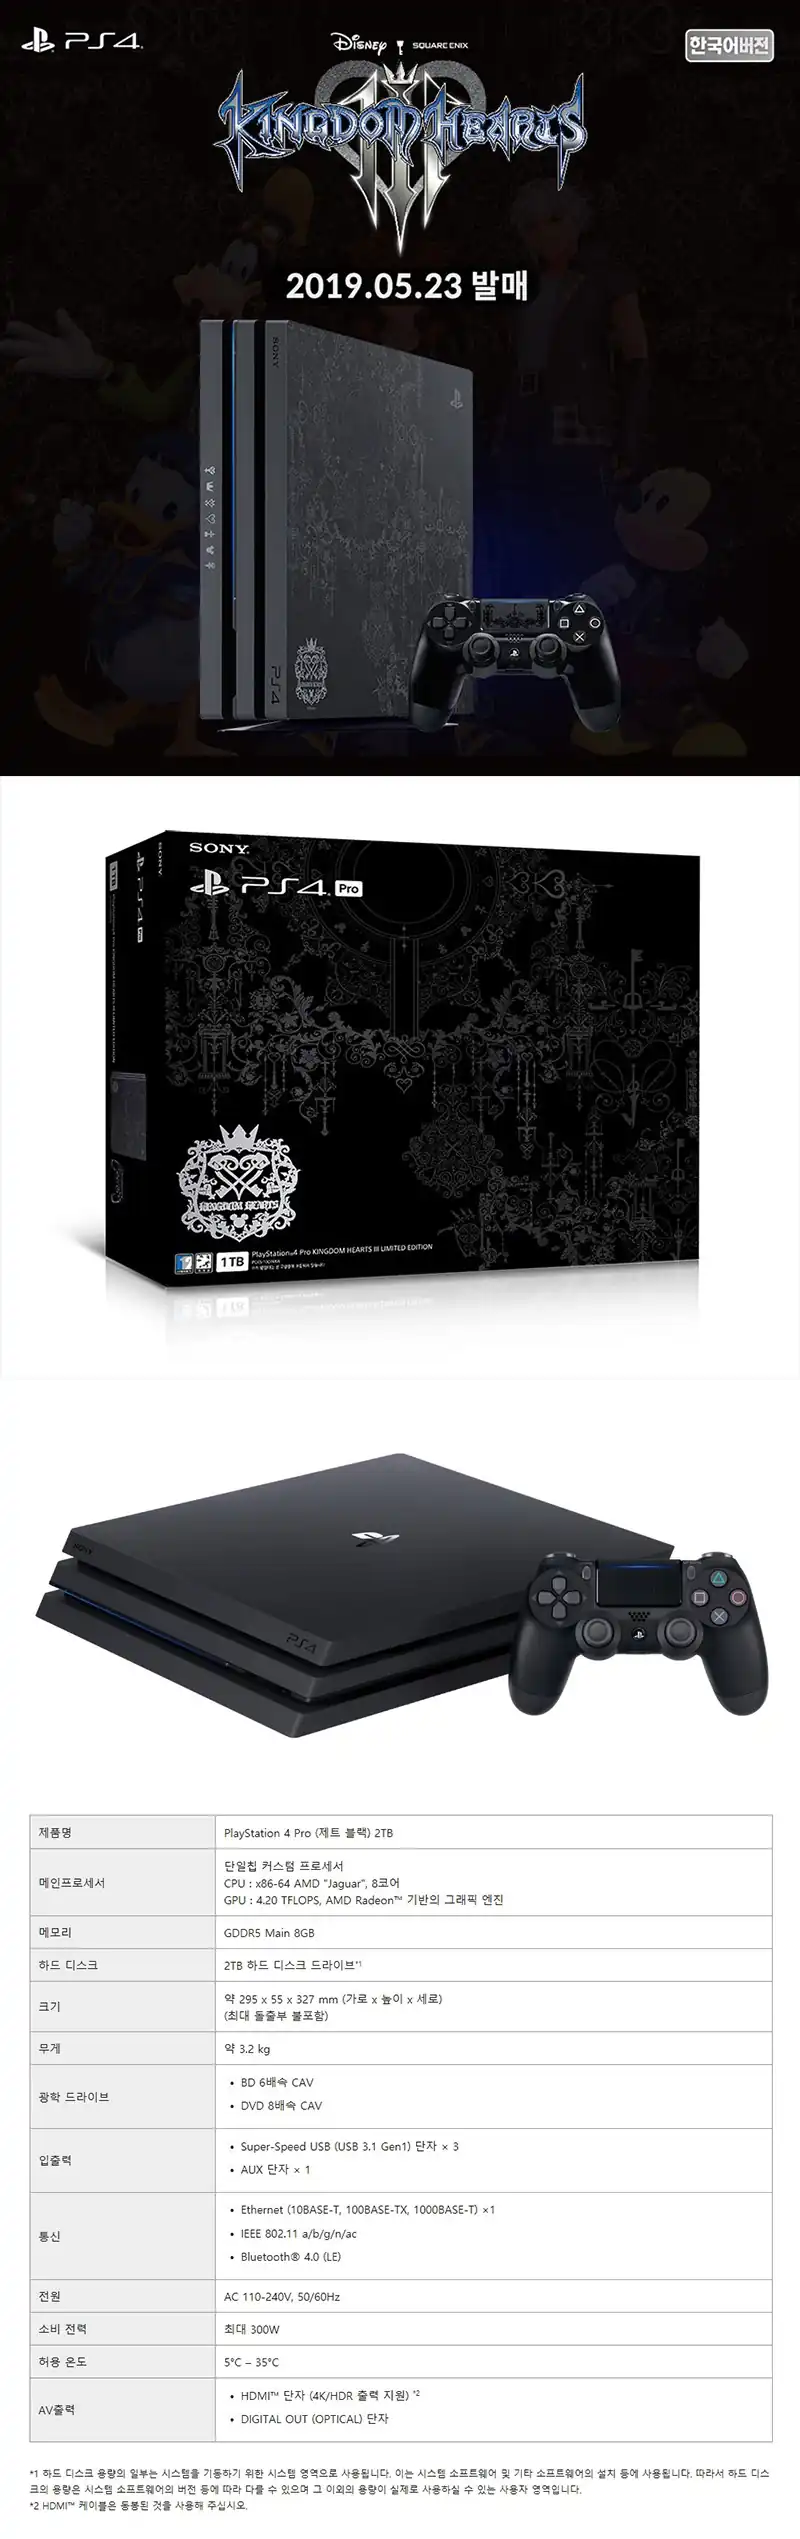 PS4
Disney SQUARE ENIX
한국어버전
KINGDOM HEARTS
III
2019.05.23 발매
SONY
PS4
SONY
PS4 Pro
SONY
PS4 Pro
1TB
KINGDOM HEARTS
1TB
PlayStation®4 Pro KINGDOM HEARTS III LIMITED EDITION
SONY
PS4
제품명
PlayStation 4 Pro (제트 블랙) 2TB
메인프로세서
단일칩 커스텀 프로세서
CPU : x86-64 AMD "Jaguar", 8코어
GPU : 4.20 TFLOPS, AMD Radeon™ 기반의 그래픽 엔진
메모리
GDDR5 Main 8GB
하드 디스크
2TB 하드 디스크 드라이브*1
크기
약 295 x 55 x 327 mm (가로 x 높이 x 세로)
(최대 돌출부 불포함)
무게
약 3.2 kg
광학 드라이브
• BD 6배속 CAV
• DVD 8배속 CAV
입출력
• Super-Speed USB (USB 3.1 Gen1) 단자 × 3
• AUX 단자 × 1
통신
• Ethernet (10BASE-T, 100BASE-TX, 1000BASE-T) ×1
• IEEE 802.11 a/b/g/n/ac
• Bluetooth® 4.0 (LE)
전원
AC 110-240V, 50/60Hz
소비 전력
최대 300W
허용 온도
5°C – 35°C
AV출력
• HDMI™ 단자 (4K/HDR 출력 지원) *2
• DIGITAL OUT (OPTICAL) 단자
*1 하드 디스크 용량의 일부는 시스템을 기동하기 위한 시스템 영역으로 사용됩니다. 이는 시스템 소프트웨어 및 기타 소프트웨어의 설치 등에 사용됩니다. 따라서 하드 디스
크의 용량은 시스템 소프트웨어의 버전 등에 따라 다를 수 있으며 그 이외의 용량이 실제로 사용하실 수 있는 사용자 영역입니다.
*2 HDMI™ 케이블은 동봉된 것을 사용해 주십시오.